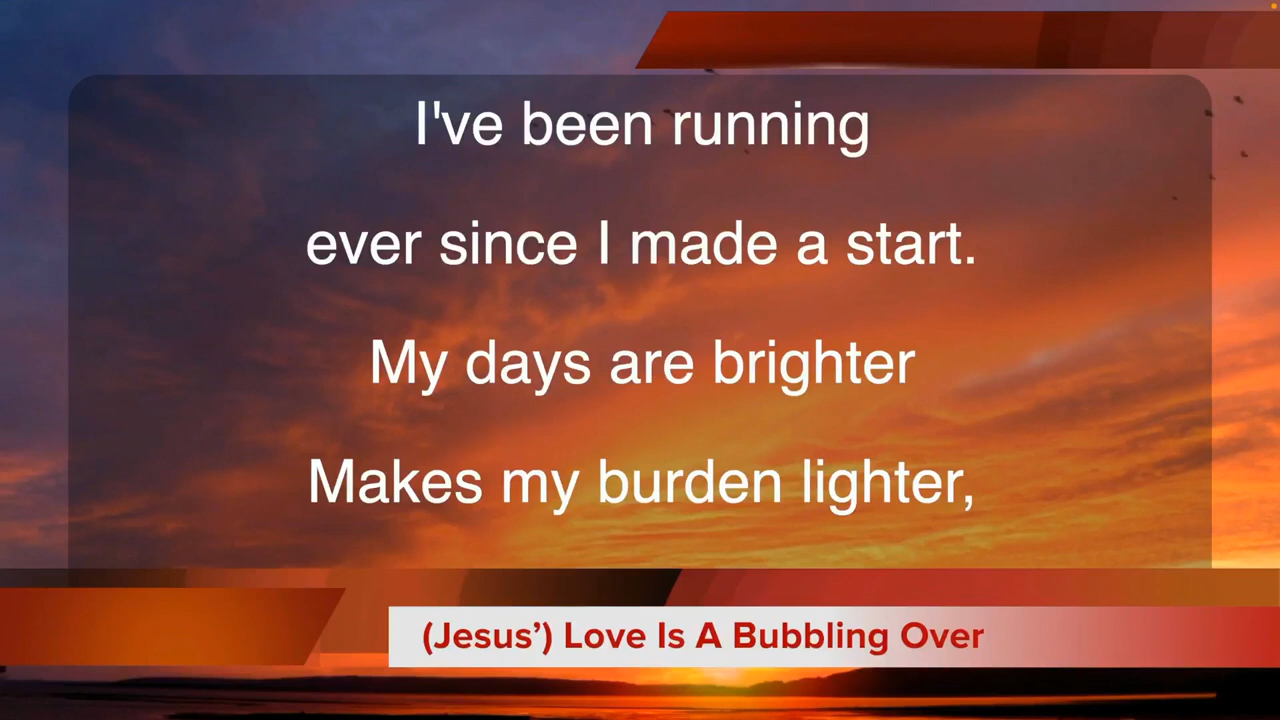 I've been running
ever since I made a start.
My days are brighter
Makes my burden lighter,
(Jesus’) Love Is A Bubbling Over